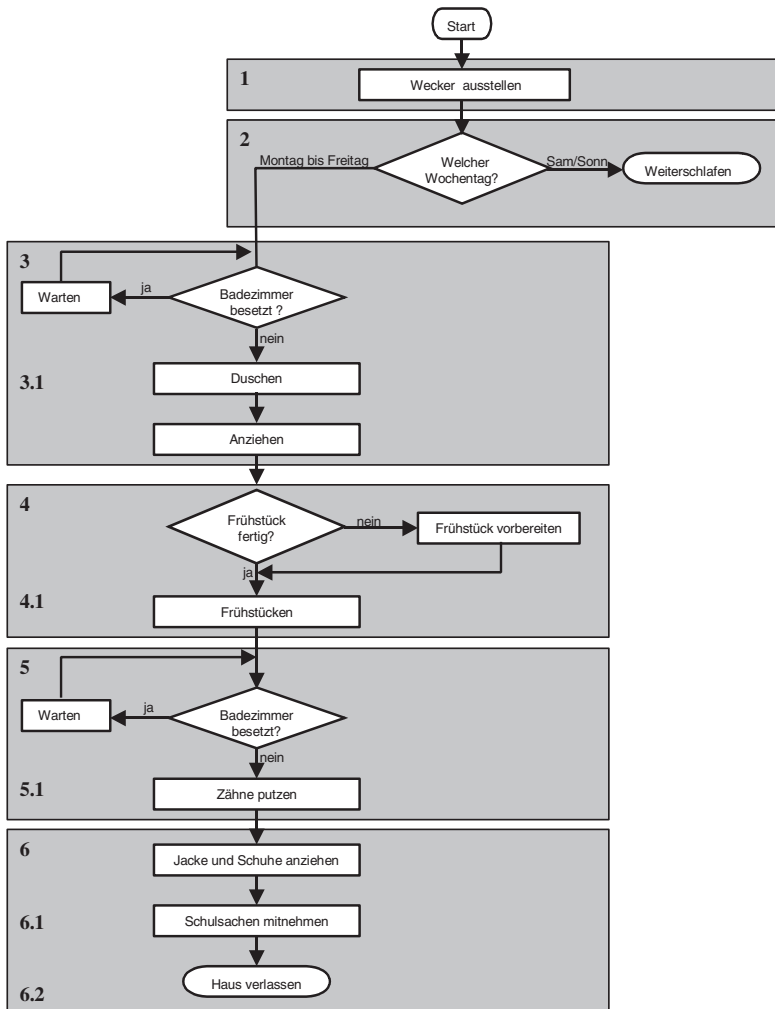 Start
1
Wecker ausstellen
2
Montag bis Freitag
Welcher
Wochentag?
Sam/Sonn
Weiterschlafen
3
Warten
ja
Badezimmer
besetzt ?
nein
3.1
Duschen
Anziehen
4
Frühstück
fertig?
nein
Frühstück vorbereiten
ja
4.1
Frühstücken
5
Warten
ja
Badezimmer
besetzt?
nein
5.1
Zähne putzen
6
Jacke und Schuhe anziehen
6.1
Schulsachen mitnehmen
Haus verlassen
6.2